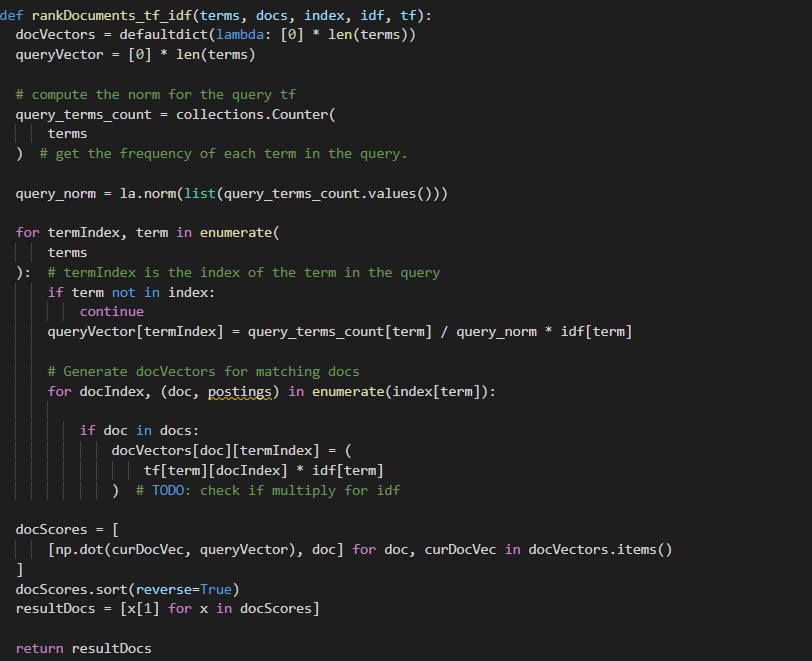 def rankDocuments_tf_idf(terms, docs, index, idf, tf):
docVectors = defaultdict(lambda: [0] * len(terms))
queryVector = [0] * len(terms)
# compute the norm for the query tf
query_terms_count = collections.Counter(
terms
)  # get the frequency of each term in the query.
query_norm = la.norm(list(query_terms_count.values()))
for termIndex, term in enumerate(
terms
):  # termIndex is the index of the term in the query
if term not in index:
continue
queryVector[termIndex] = query_terms_count[term] / query_norm * idf[term]
# Generate docVectors for matching docs
for docIndex, (doc, postings) in enumerate(index[term]):
if doc in docs:
docVectors[doc][termIndex] = (
tf[term][docIndex] * idf[term]
)  # TODO: check if multiply for idf
docScores = [
[np.dot(curDocVec, queryVector), doc] for doc, curDocVec in docVectors.items()
]
docScores.sort(reverse=True)
resultDocs = [x[1] for x in docScores]
return resultDocs